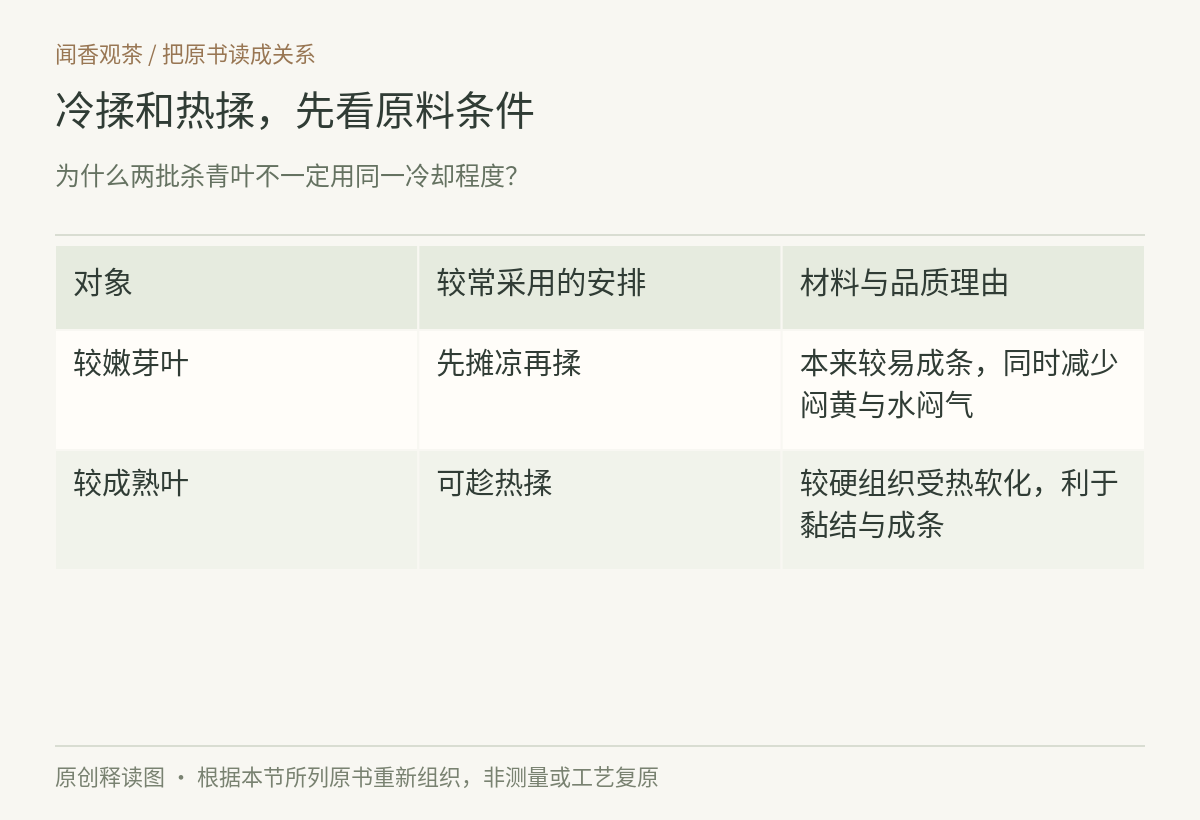 闻香观茶 / 把原书读成关系
冷揉和热揉，先看原料条件
为什么两批杀青叶不一定用同一冷却程度？
对象
较常采用的安排
材料与品质理由
较嫩芽叶
先摊凉再揉
本来较易成条，同时减少
闷黄与水闷气
较成熟叶
可趁热揉
较硬组织受热软化，利于
黏结与成条
原创释读图 · 根据本节所列原书重新组织，非测量或工艺复原